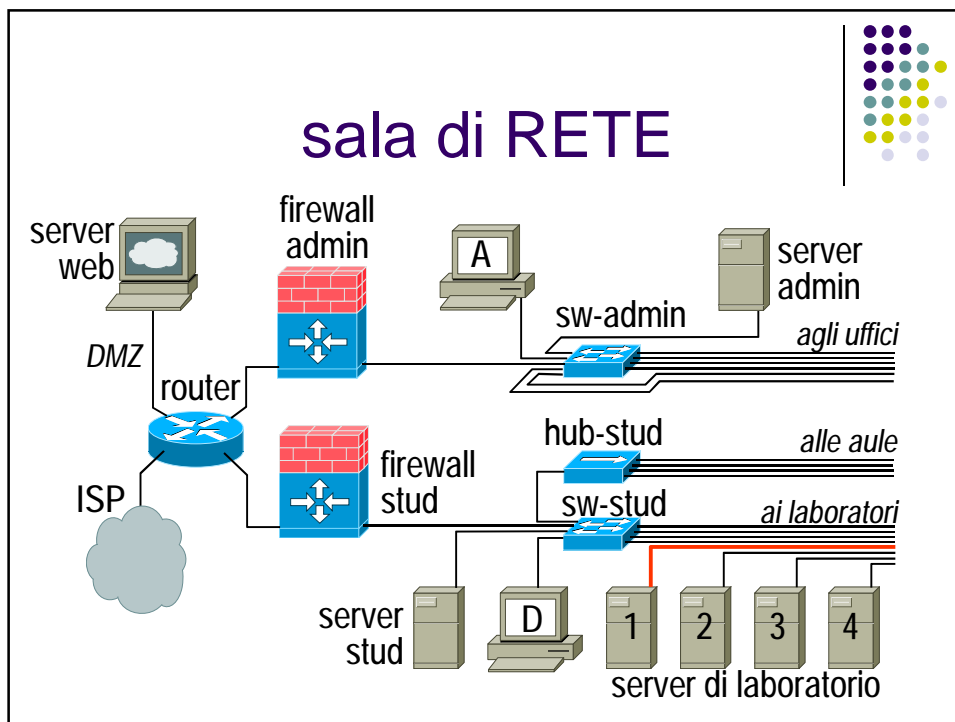 sala di RETE
server
web
firewall
admin
A
server
admin
sw-admin
agli uffici
DMZ
router
hub-stud
alle aule
firewall
stud
sw-stud
ISP
ai laboratori
server
stud
D
1
2
3
4
server di laboratorio